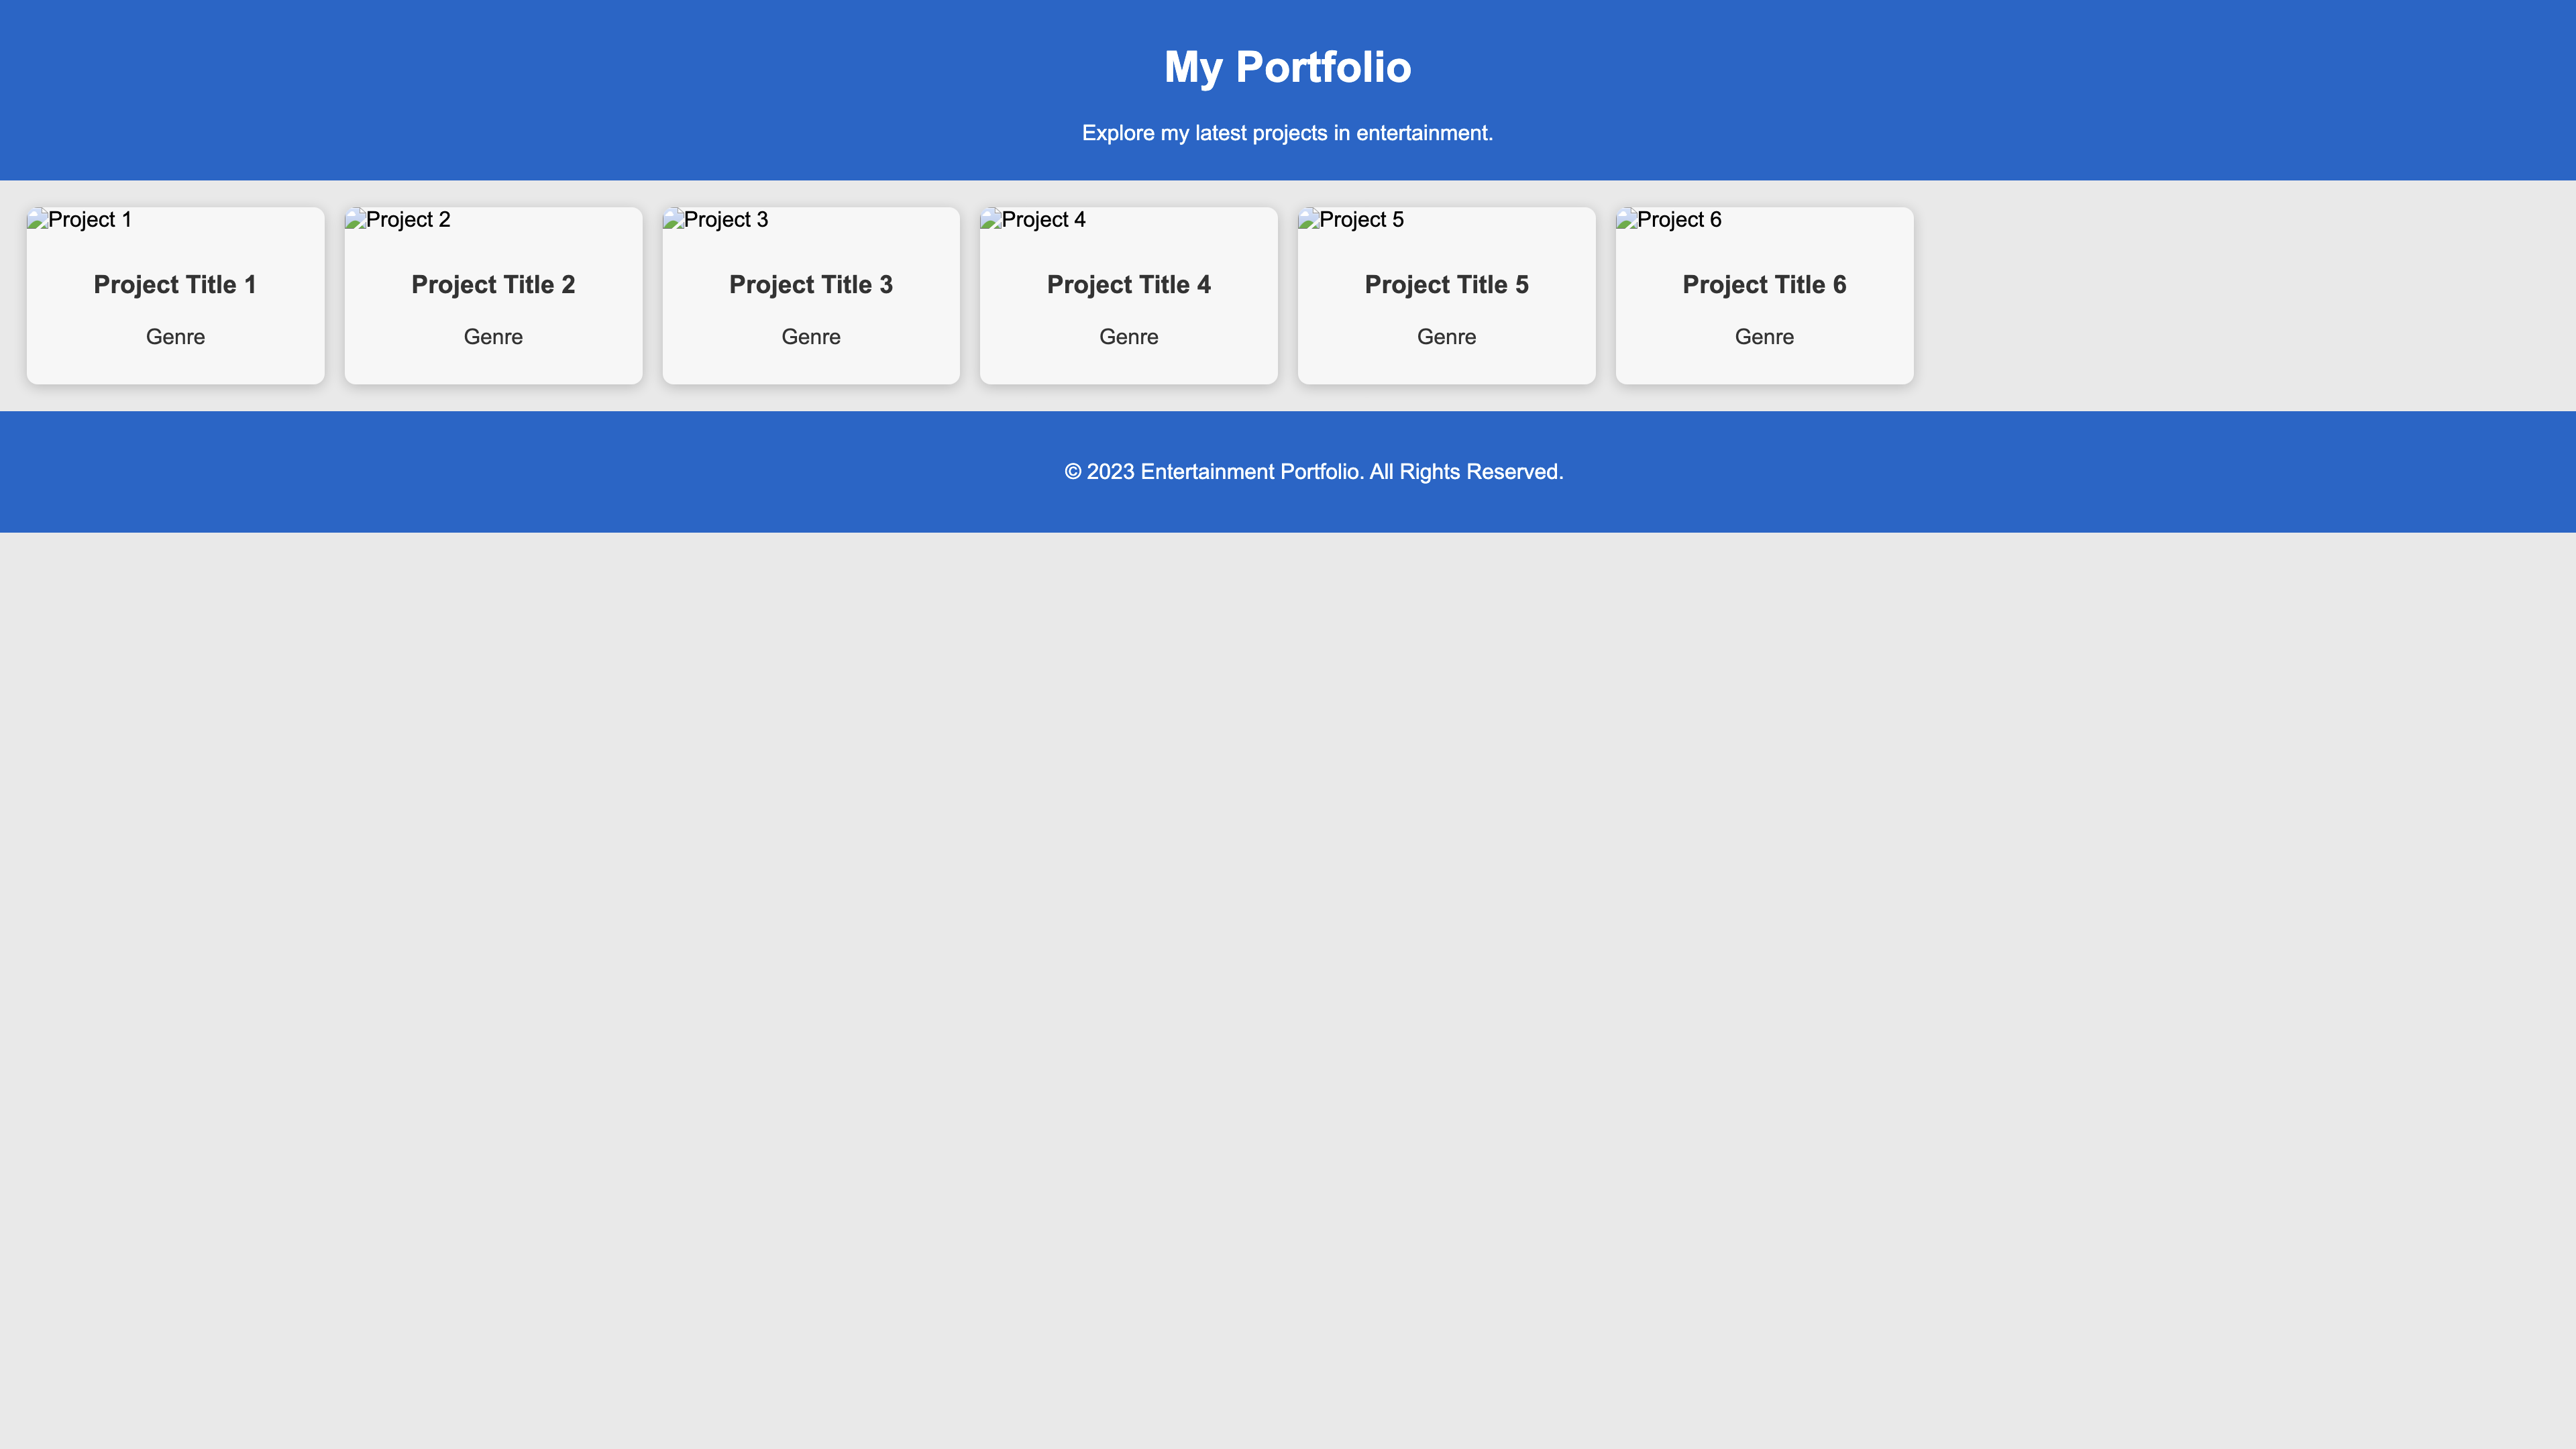 My Portfolio
Explore my latest projects in entertainment.
Project 1
Project Title 1
Genre
Project 2
Project Title 2
Genre
Project 3
Project Title 3
Genre
Project 4
Project Title 4
Genre
Project 5
Project Title 5
Genre
Project 6
Project Title 6
Genre
© 2023 Entertainment Portfolio. All Rights Reserved.